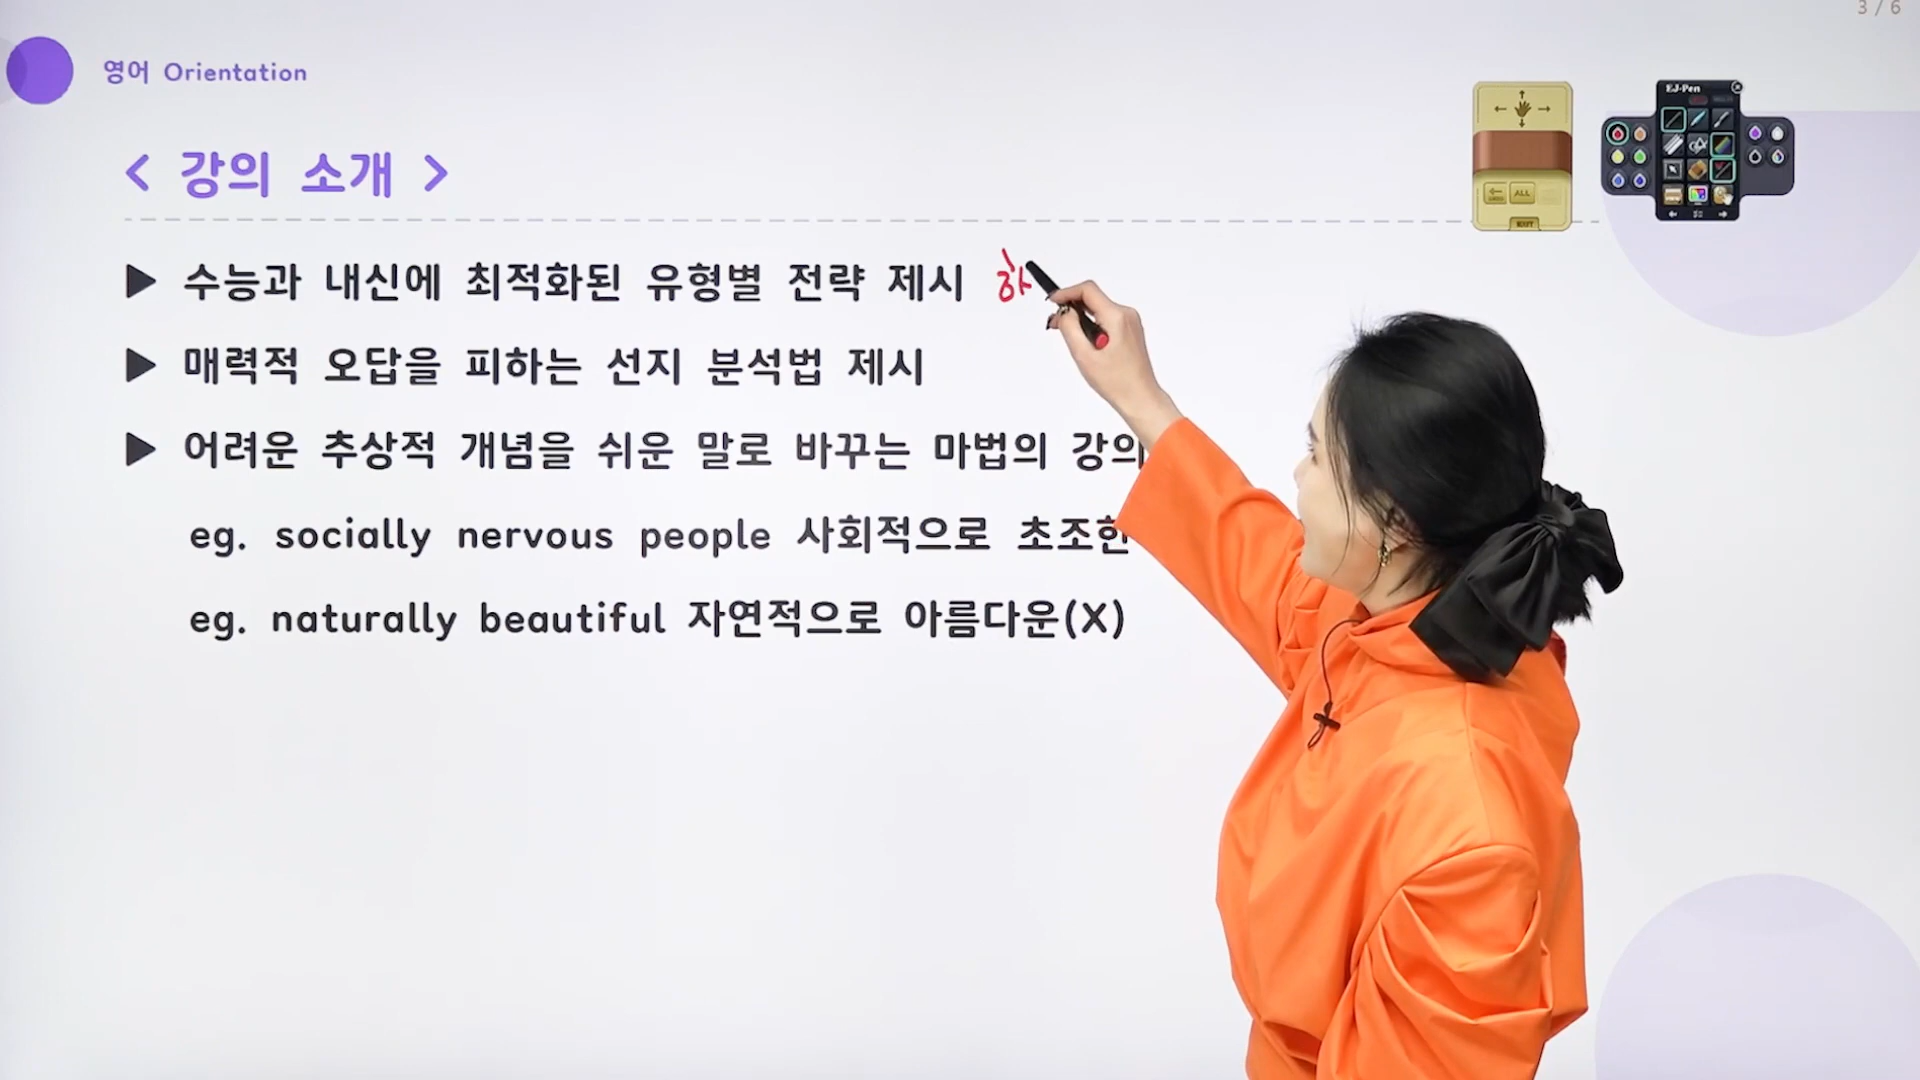 3 / 6
영어 Orientation
EJ-Pen
< 강의 소개 >
ALL
▶ 수능과 내신에 최적화된 유형별 전략 제시 하
▶ 매력적 오답을 피하는 선지 분석법 제시
▶ 어려운 추상적 개념을 쉬운 말로 바꾸는 마법의 강의
eg. socially nervous people 사회적으로 초조한
eg. naturally beautiful 자연적으로 아름다운(X)